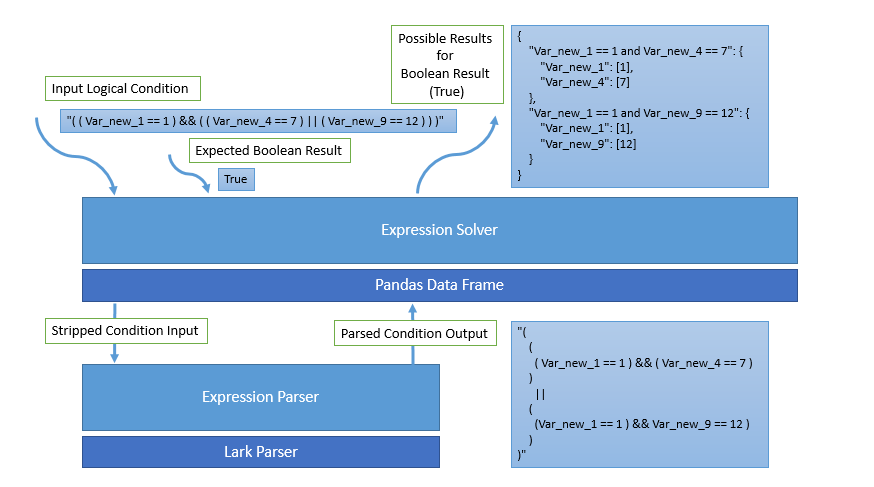 Possible Results
for
Boolean Result
(True)
{
"Var_new_1 == 1 and Var_new_4 == 7": {
"Var_new_1": [1],
"Var_new_4": [7]
},
"Var_new_1 == 1 and Var_new_9 == 12": {
"Var_new_1": [1],
"Var_new_9": [12]
}
}
Input Logical Condition
"( ( Var_new_1 == 1 ) && ( ( Var_new_4 == 7 ) || ( Var_new_9 == 12 ) ) )"
Expected Boolean Result
True
Expression Solver
Pandas Data Frame
Stripped Condition Input
Parsed Condition Output
"(
(
( Var_new_1 == 1 ) && ( Var_new_4 == 7 )
)
||
(
(Var_new_1 == 1 ) && Var_new_9 == 12 )
)
)"
Expression Parser
Lark Parser